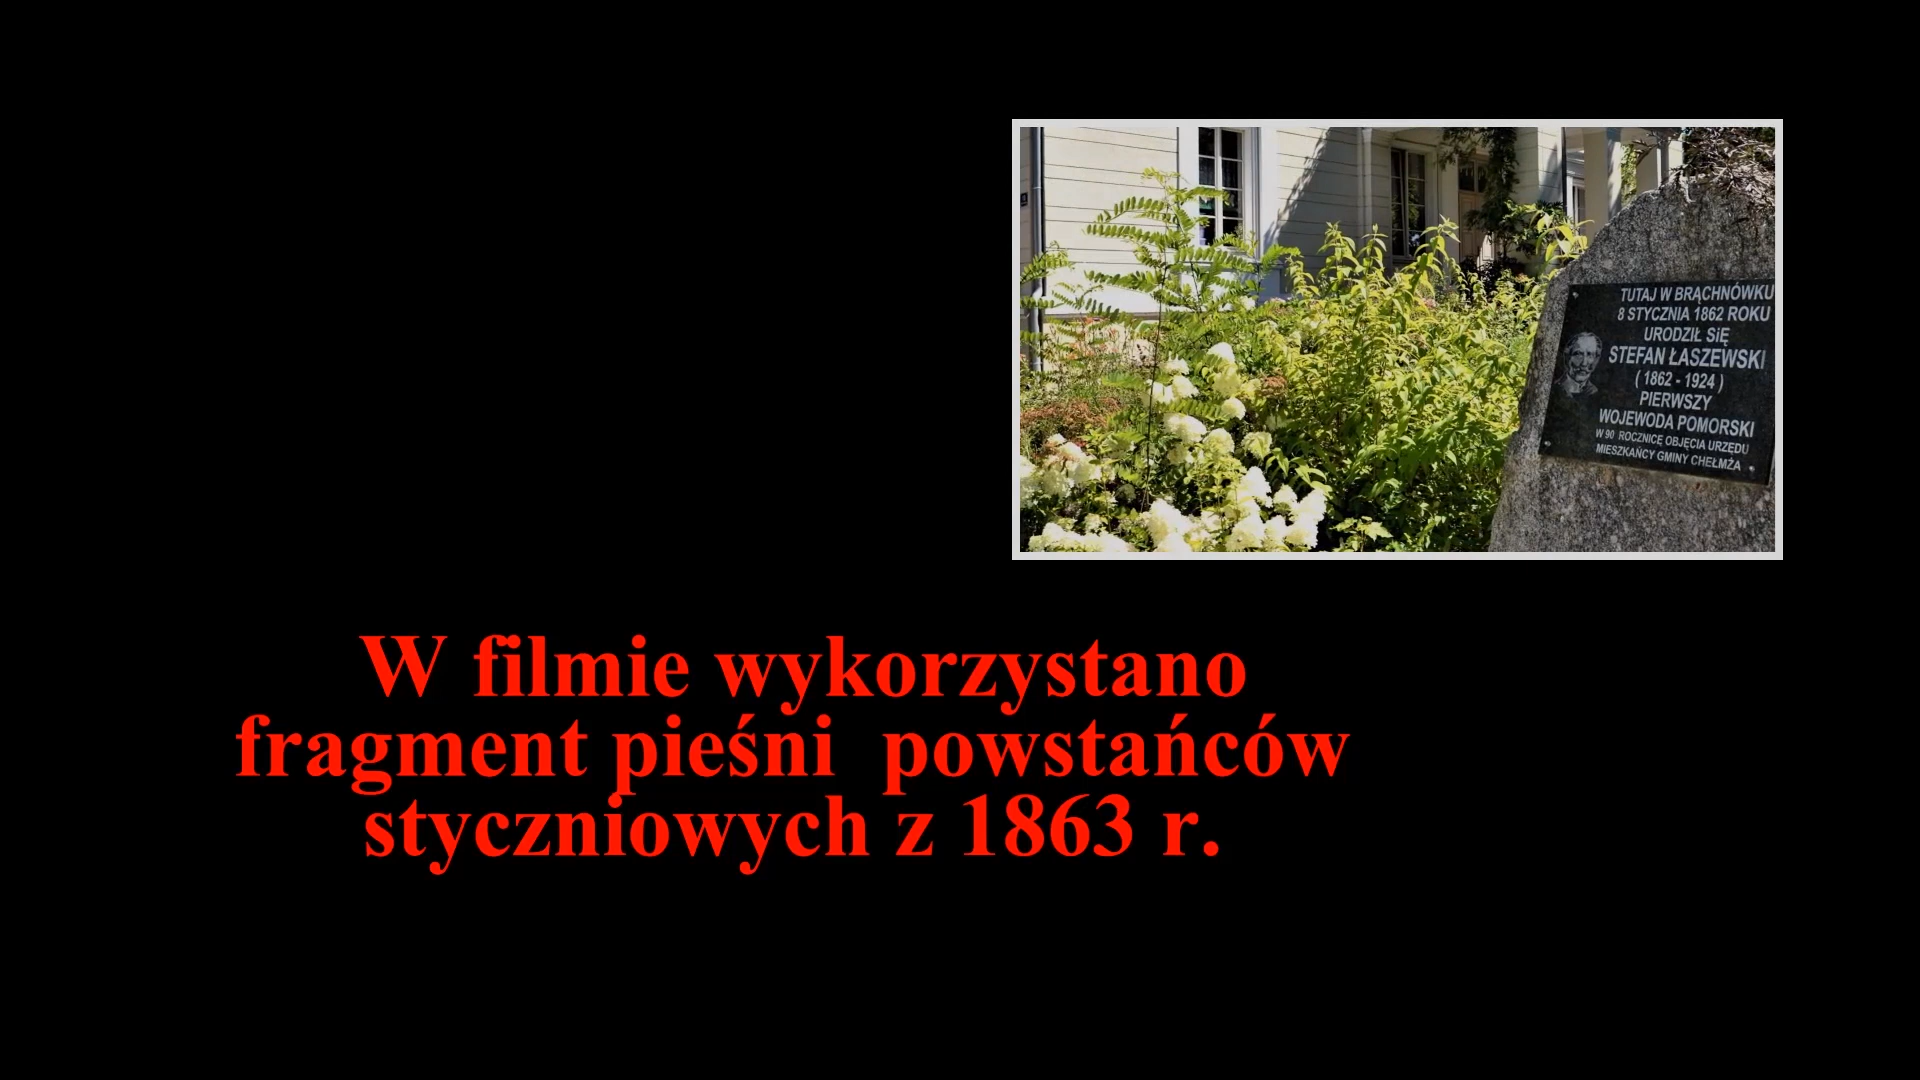 TUTAJ W BRĄCHNÓWKU
8 STYCZNIA 1862 ROKU
URODZIŁ SiĘ
STEFAN ŁASZEWSKI
( 1862 - 1924 )
PIERWSZY
WOJEWODA POMORSKI
W 90 ROCZNICĘ OBJĘCIA URZĘDU
MIESZKAŃCY GMINY CHEŁMŻA
W filmie wykorzystano
fragment pieśni powstańców
styczniowych z 1863 r.